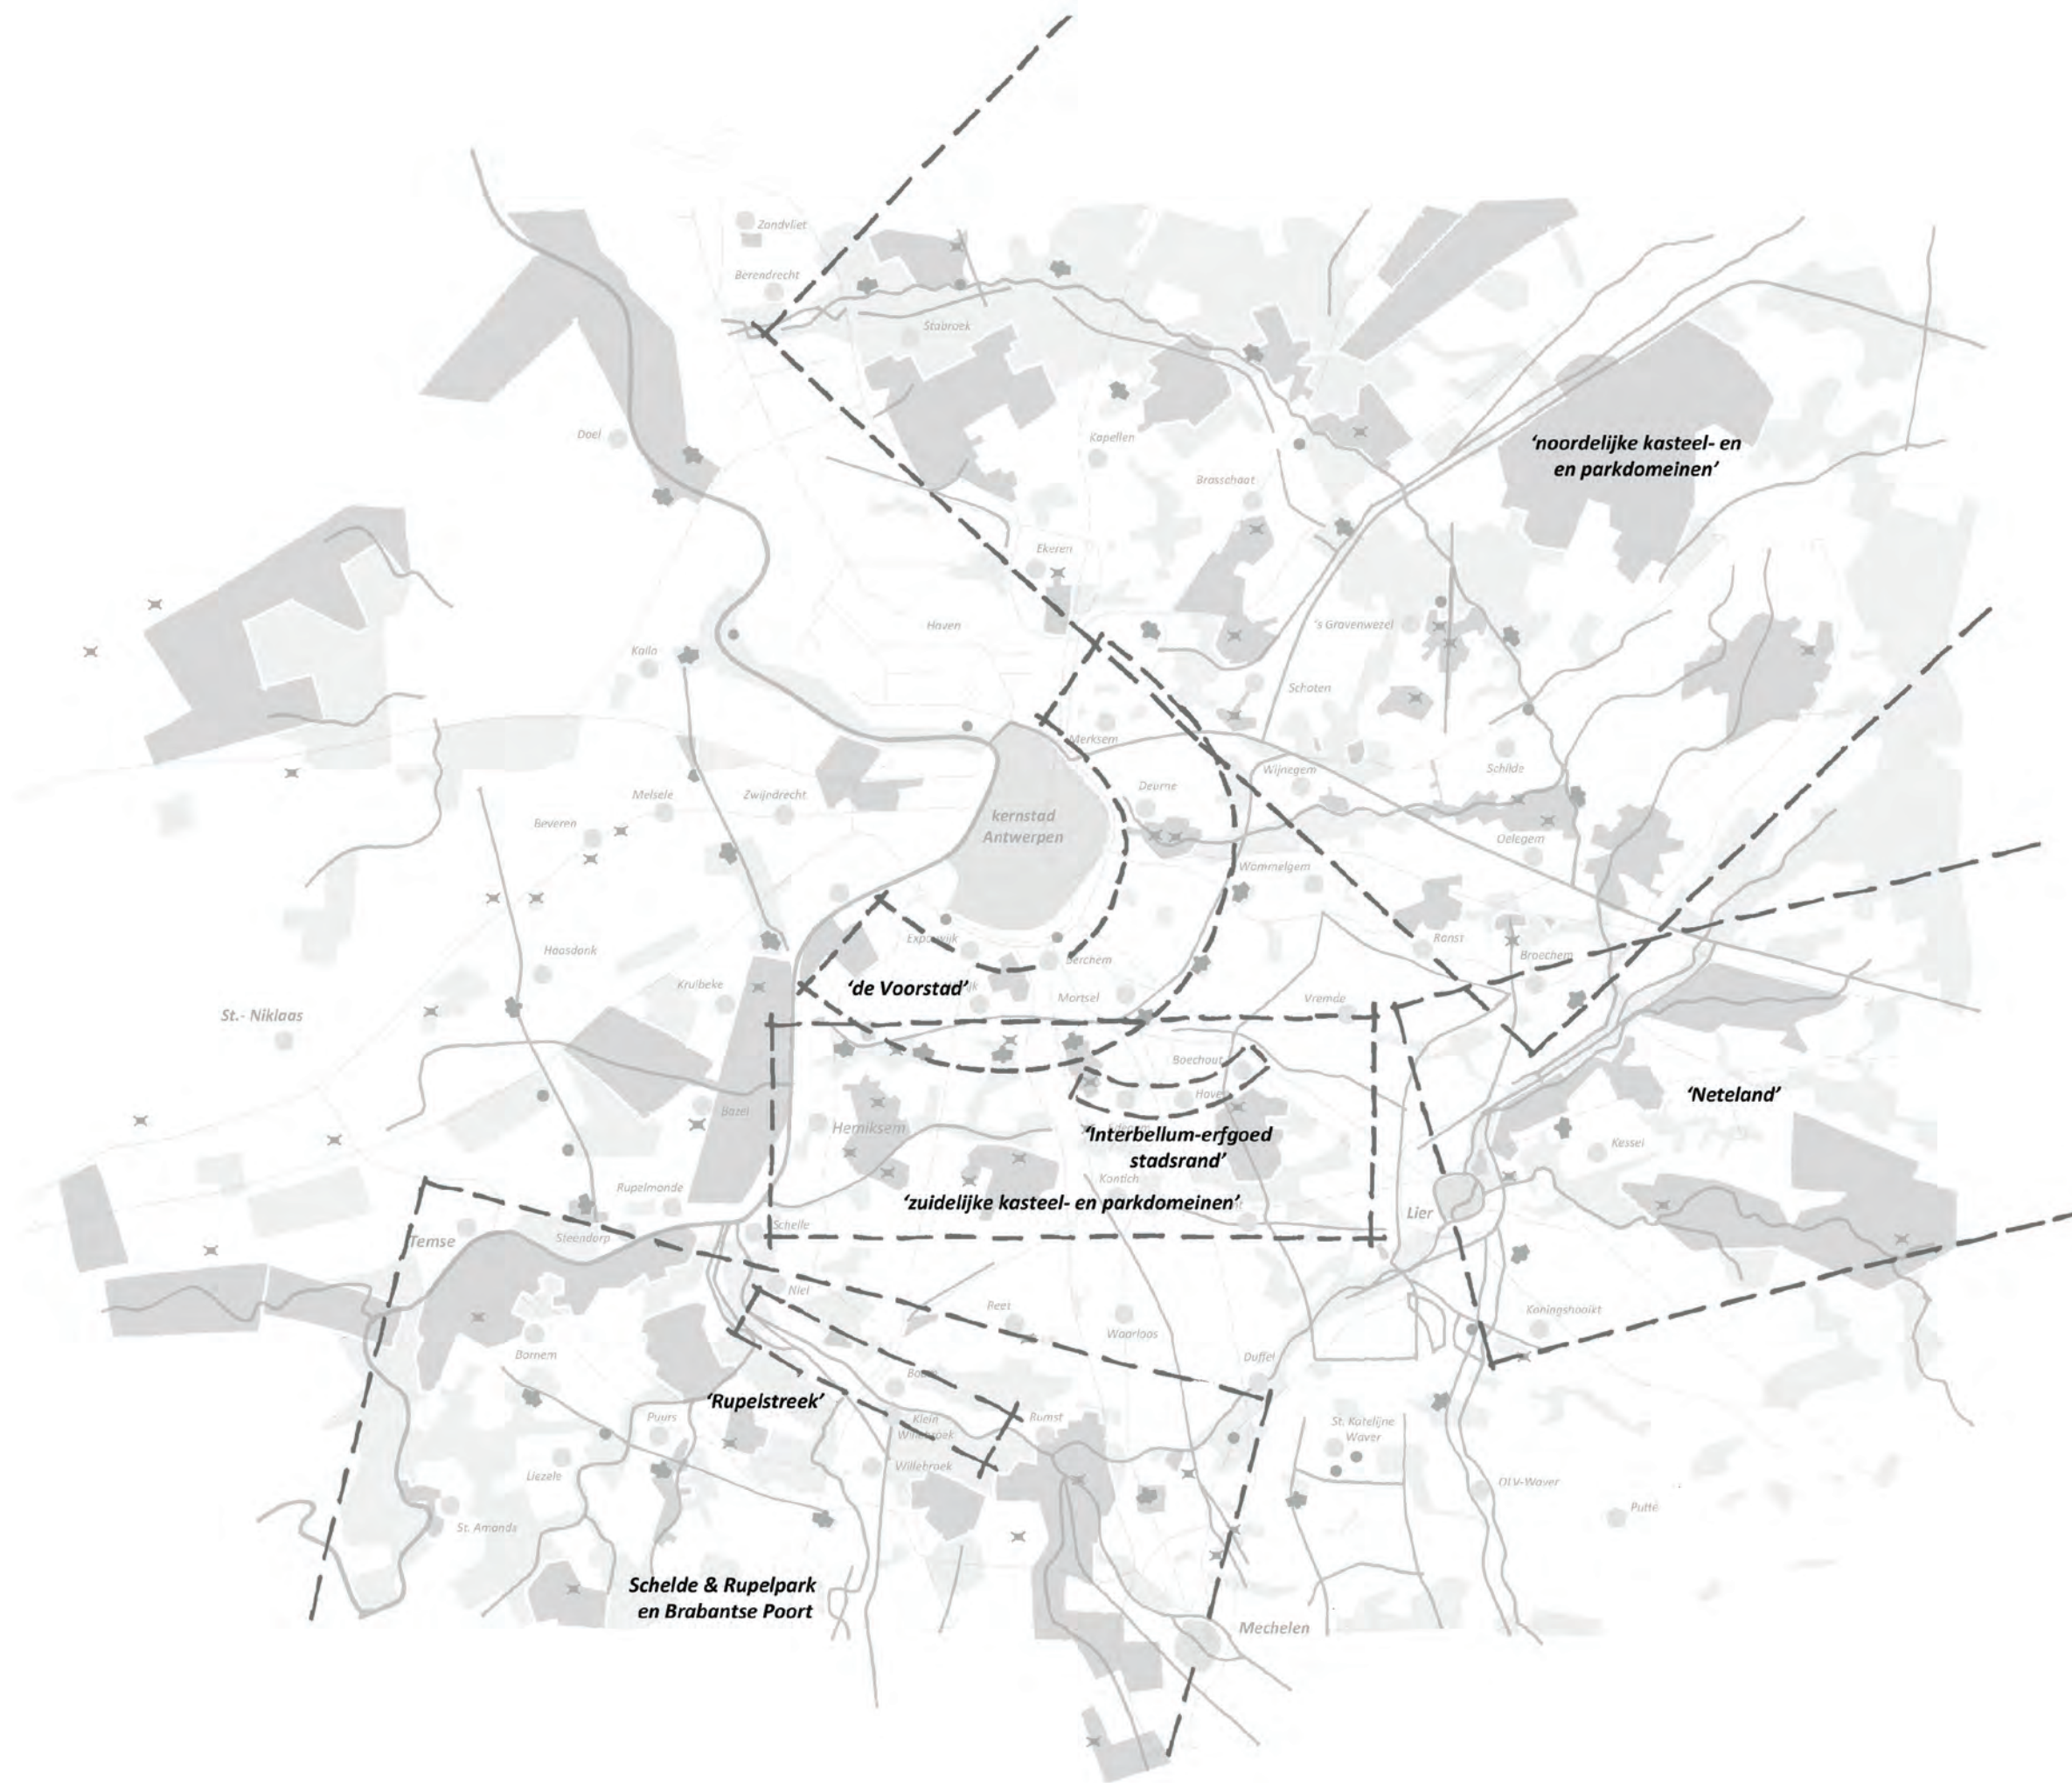 Zandvliet
Berendrecht
Stabroek
Doel
Kapellen
‘noordelijke kasteel- en
en parkdomeinen’
Brasschaat
Ekeren
Haven
's Gravenwezel
Kallo
Schoten
Merksem
Wijnegem
Schilde
Melsele
Zwijndrecht
Deurne
Beveren
kernstad
Antwerpen
Oelegem
Wommelgem
Haasdonk
Expowijk
Berchem
Ranst
Broechem
Kruibeke
‘de Voorstad’
Mortsel
Vremde
St.- Niklaas
Boechout
‘Neteland’
Hove
Bazel
Hemiksem
‘Interbellum-erfgoed
stadsrand’
Kessel
Kontich
Rupelmonde
‘zuidelijke kasteel- en parkdomeinen’
Lier
Schelle
Temse
Steendorp
Niel
Reet
Koningshooikt
Waarloos
Bornem
Duffel
Boom
‘Rupelstreek’
Puurs
Klein
Willebroek
Rumst
St. Katelijne
Waver
Willebroek
Liezele
OLV-Waver
Putte
St. Amands
Schelde & Rupelpark
en Brabantse Poort
Mechelen